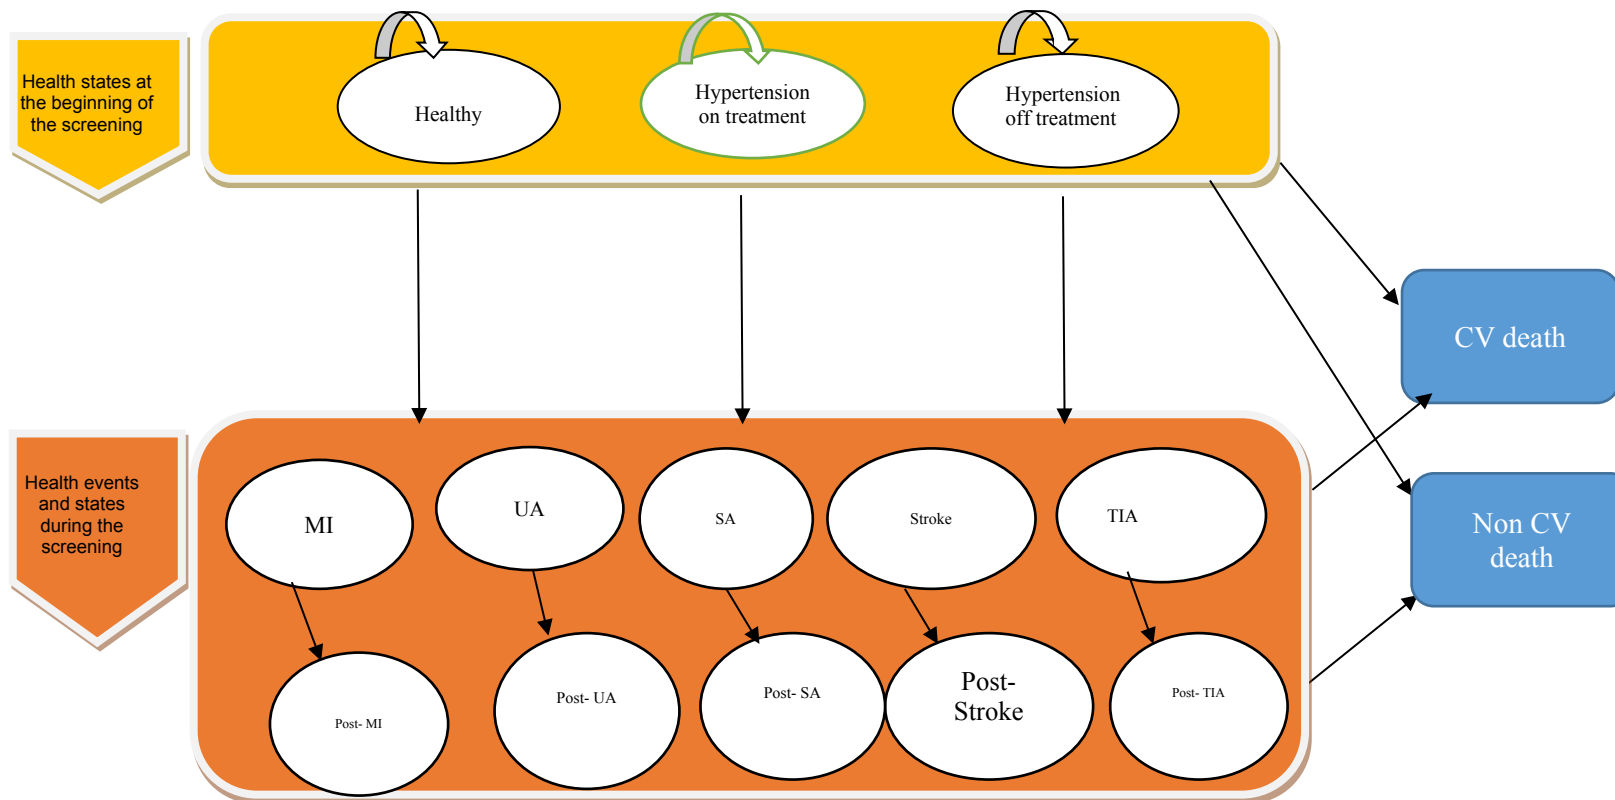 Health states at
the beginning of
the screening
Healthy
Hypertension
on treatment
Hypertension
off treatment
CV death
Non CV
death
Health events
and states
during the
screening
MI
UA
SA
Stroke
TIA
Post- MI
Post- UA
Post- SA
Post-
Stroke
Post- TIA